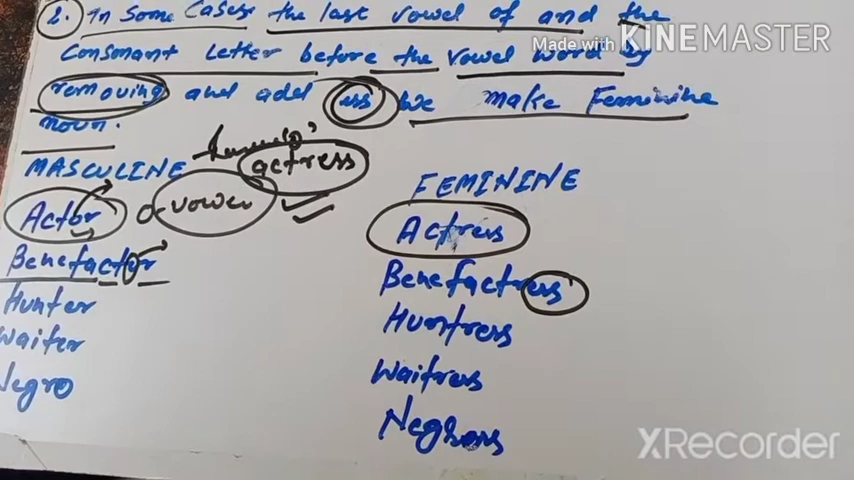 2. In Some Cases the last vowel of and the
Consonant Letter before the vowel word by
removing and add ess we make Feminine
noun.
Made with KINEMASTER
MASCULINE
actress
FEMININE
Actor
o-vowel
Actress
Benefactor
Benefactress
Hunter
Huntress
Waiter
Waitress
Negro
XRecorder